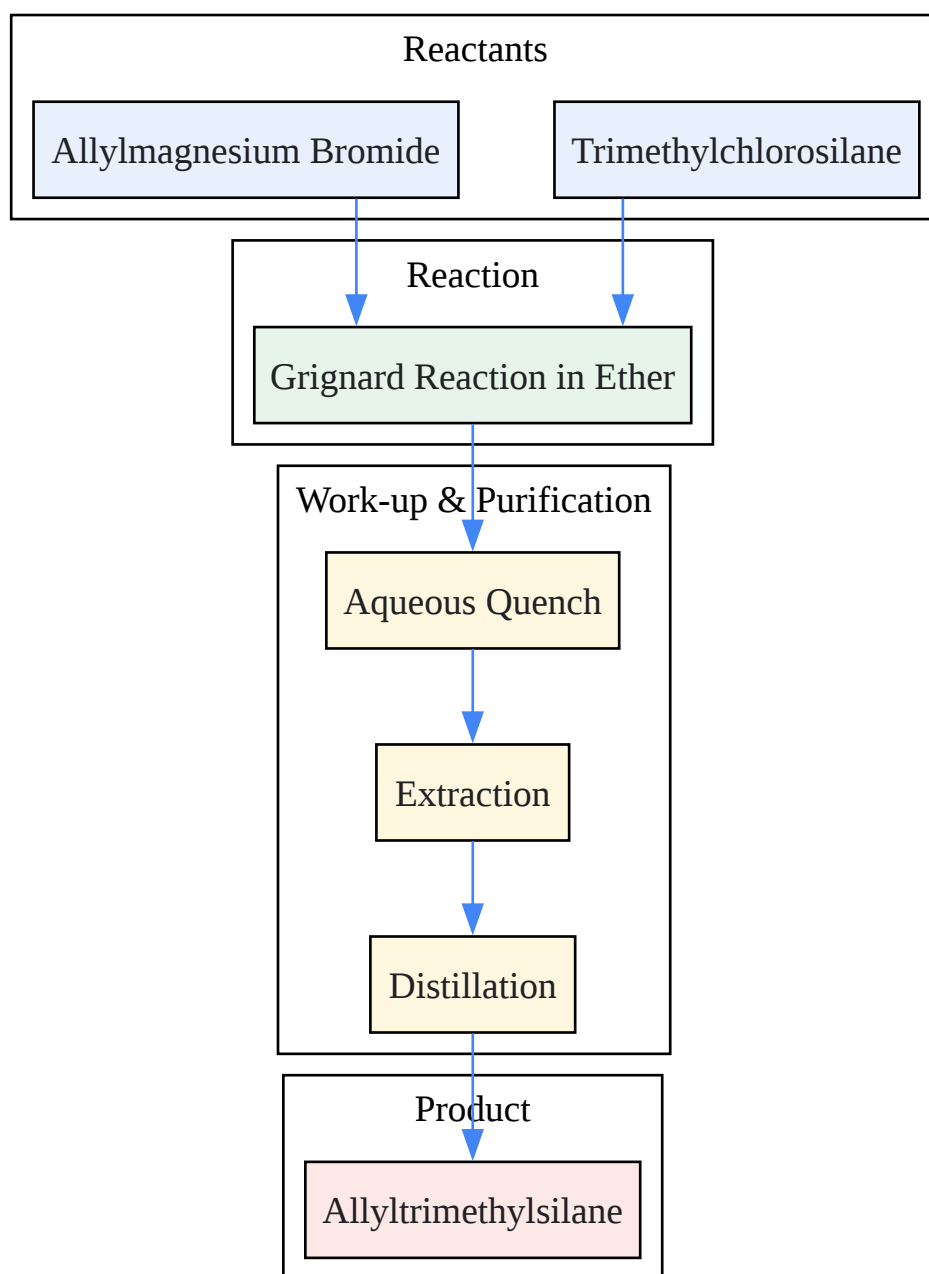 Reactants
Allylmagnesium Bromide
Trimethylchlorosilane
Reaction
Grignard Reaction in Ether
Work-up & Purification
Aqueous Quench
Extraction
Distillation
Product
Allyltrimethylsilane